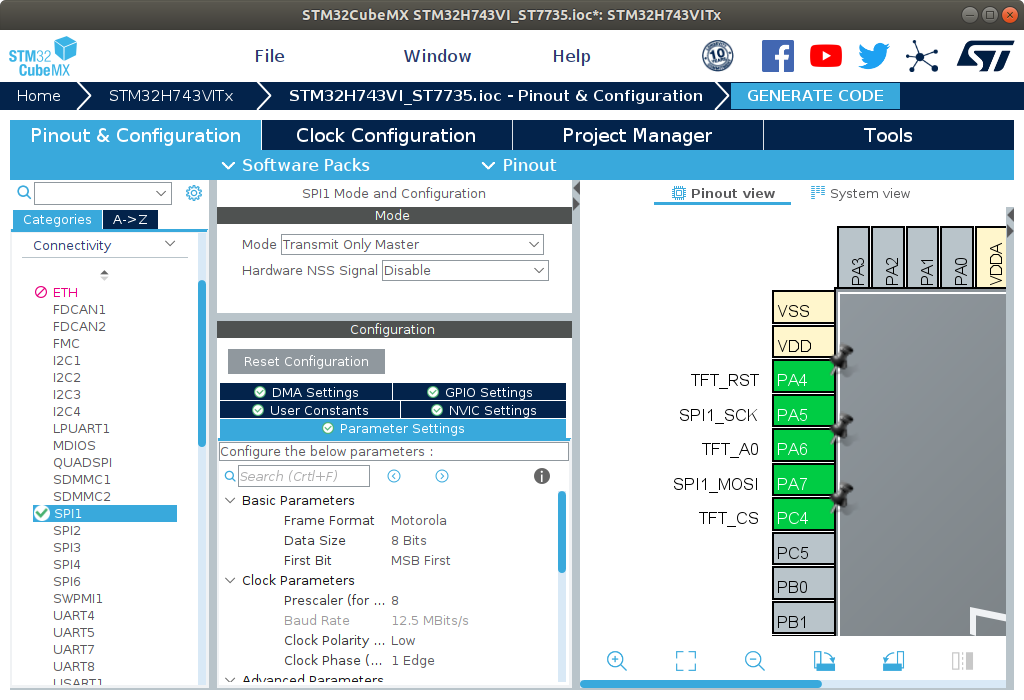 STM32CubeMX STM32H743VI_ST7735.ioc*: STM32H743VITx
STM32
CubeMX
File
Window
Help
10
ST
Home
STM32H743VITx
STM32H743VI_ST7735.ioc - Pinout & Configuration
GENERATE CODE
Pinout & Configuration
Clock Configuration
Project Manager
Tools
Software Packs
Pinout
Categories
A->Z
Connectivity
ETH
FDCAN1
FDCAN2
FMC
I2C1
I2C2
I2C3
I2C4
LPUART1
MDIOS
QUADSPI
SDMMC1
SDMMC2
SPI1
SPI2
SPI3
SPI4
SPI6
SWPMI1
UART4
UART5
UART7
UART8
USART1
SPI1 Mode and Configuration
Mode
Mode Transmit Only Master
Hardware NSS Signal Disable
Configuration
Reset Configuration
DMA Settings
GPIO Settings
User Constants
NVIC Settings
Parameter Settings
Configure the below parameters :
Search (Crtl+F)
Basic Parameters
Frame Format Motorola
Data Size 8 Bits
First Bit MSB First
Clock Parameters
Prescaler (for ... 8
Baud Rate 12.5 MBits/s
Clock Polarity ... Low
Clock Phase (... 1 Edge
Advanced Parameters
Pinout view
System view
PA3
PA2
PA1
PA0
VDDA
VSS
VDD
TFT_RST PA4
SPI1_SCK PA5
TFT_A0 PA6
SPI1_MOSI PA7
TFT_CS PC4
PC5
PB0
PB1